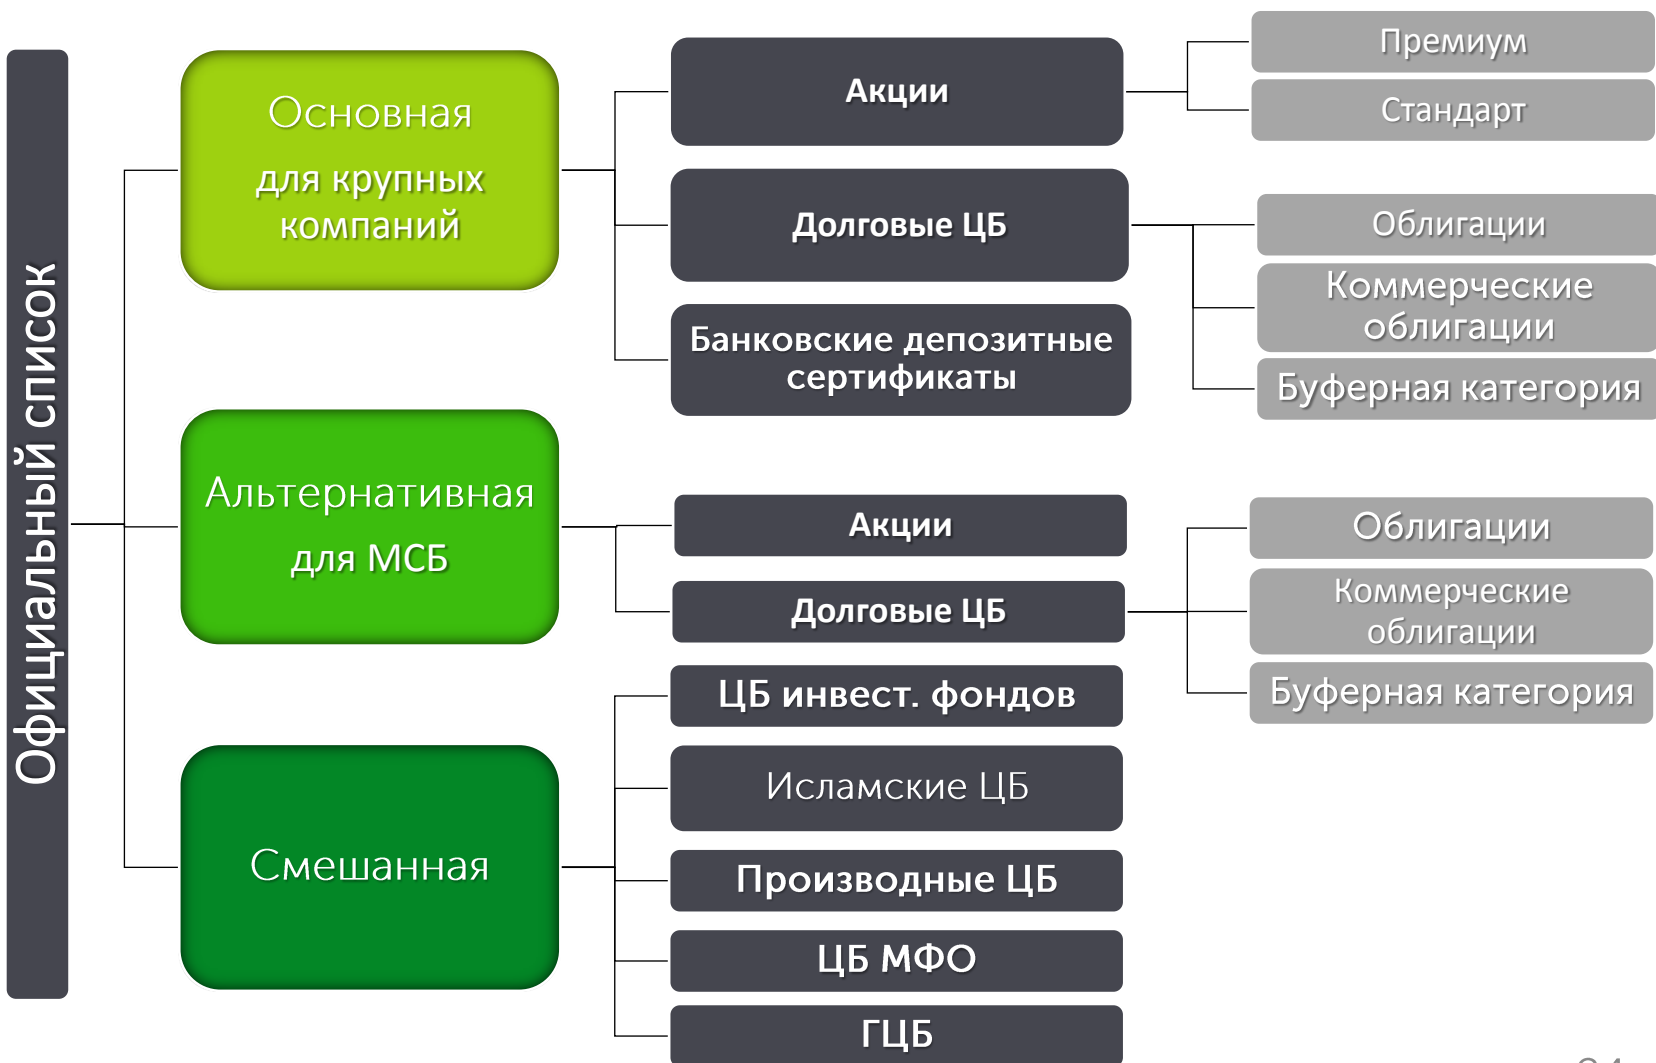 Официальный список
Основная
для крупных
компаний
Акции
Премиум
Стандарт
Долговые ЦБ
Облигации
Коммерческие
облигации
Буферная категория
Банковские депозитные
сертификаты
Альтернативная
для МСБ
Акции
Долговые ЦБ
Облигации
Коммерческие
облигации
Буферная категория
Смешанная
ЦБ инвест. фондов
Исламские ЦБ
Производные ЦБ
ЦБ МФО
ГЦБ